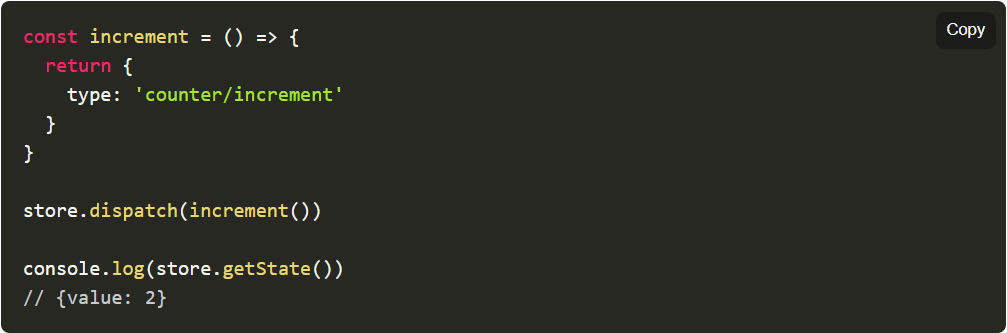 Copy
const increment = () => {
  return {
    type: 'counter/increment'
  }
}

store.dispatch(increment())

console.log(store.getState())
// {value: 2}